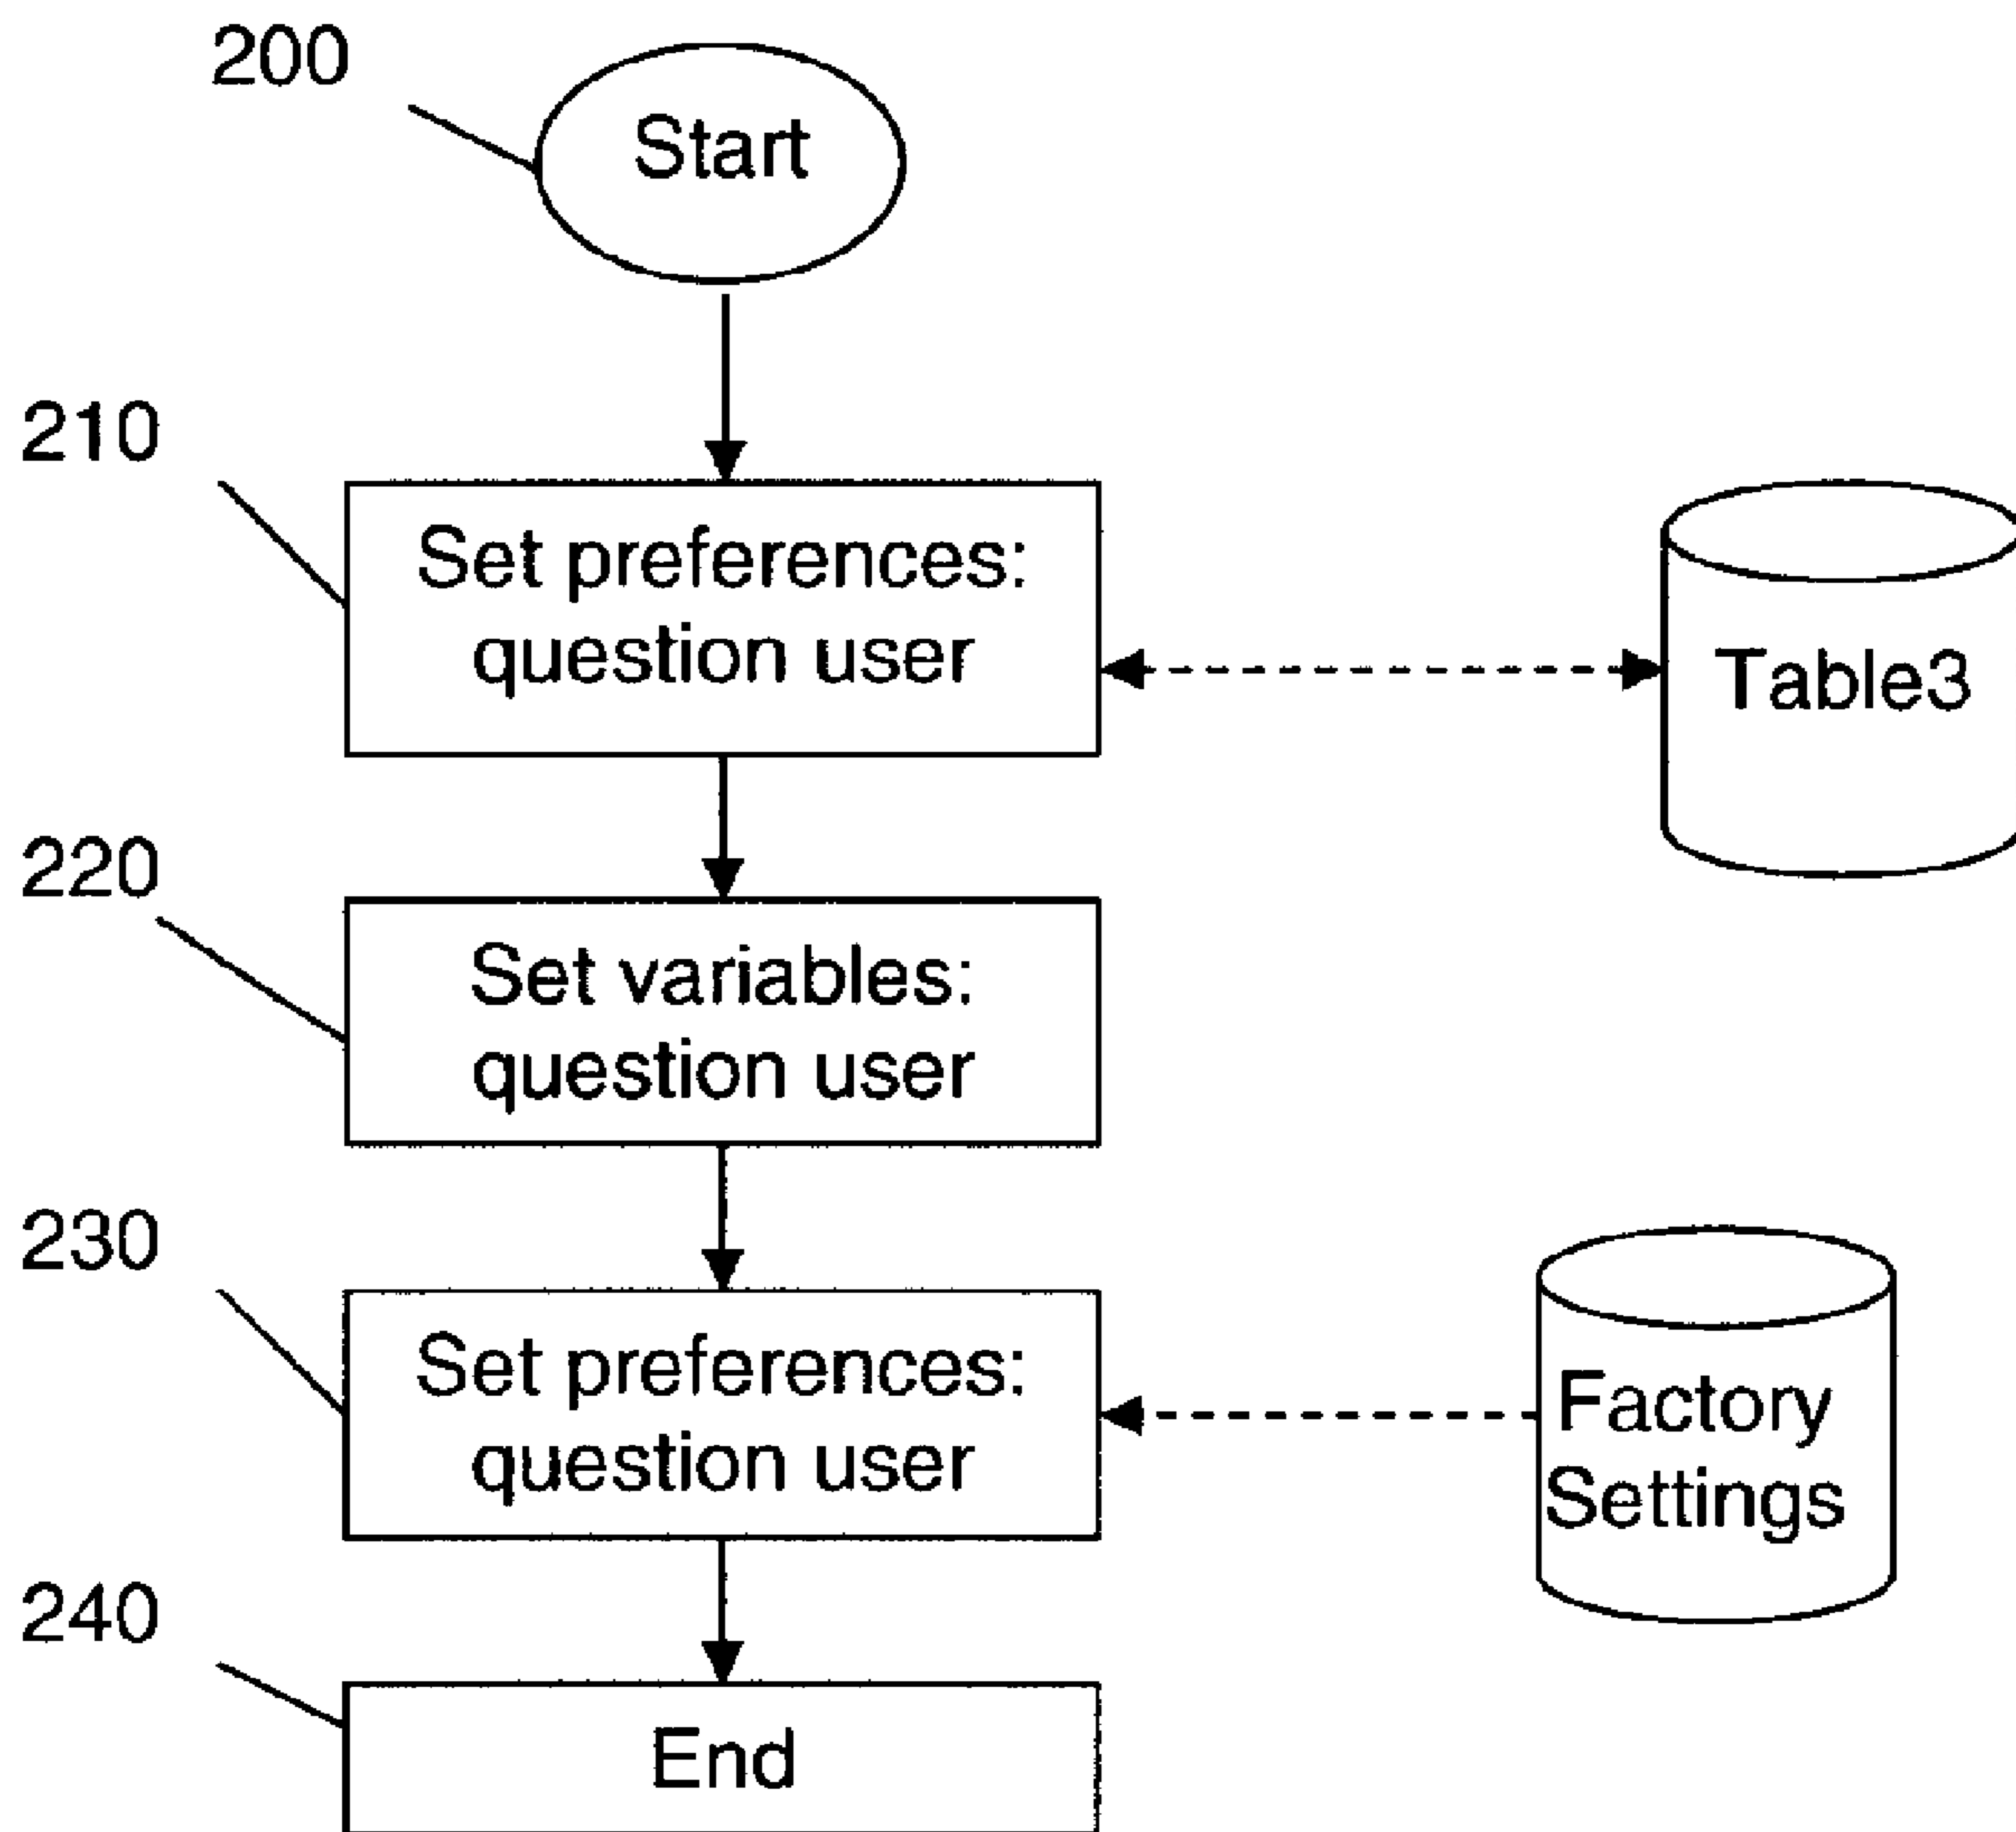 200
Start
210
Set preferences:
question user
Table3
220
Set variables:
question user
230
Set preferences:
question user
Factory
Settings
240
End